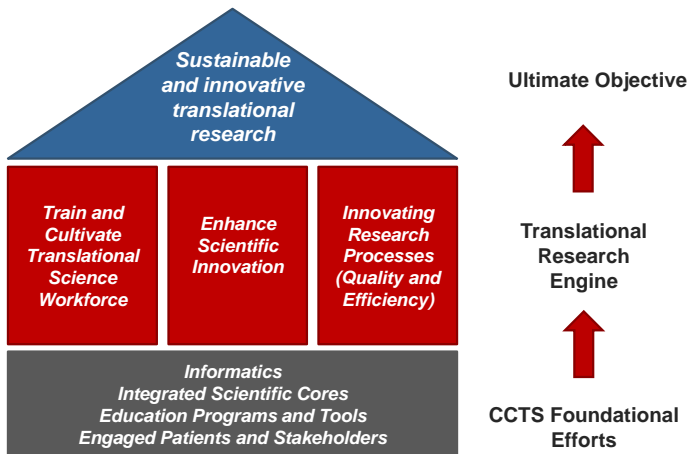 Sustainable
and innovative
translational
research
Ultimate Objective
Train and
Cultivate
Translational
Science
Workforce
Enhance
Scientific
Innovation
Innovating
Research
Processes
(Quality and
Efficiency)
Translational
Research
Engine
Informatics
Integrated Scientific Cores
Education Programs and Tools
Engaged Patients and Stakeholders
CCTS Foundational
Efforts